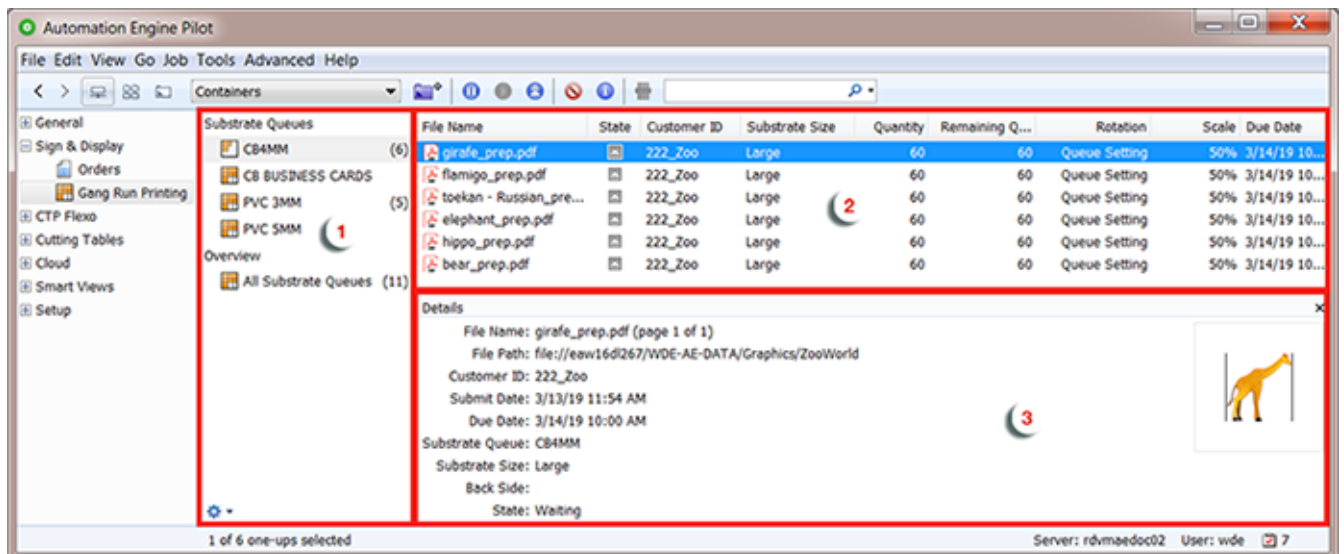 Automation Engine Pilot
File Edit View Go Job Tools Advanced Help
Containers
General
Sign & Display
Orders
Gang Run Printing
CTP Flexo
Cutting Tables
Cloud
Smart Views
Setup
Substrate Queues
CB4MM (6)
CB BUSINESS CARDS
PVC 3MM (5)
PVC 5MM
1
Overview
All Substrate Queues (11)
File Name State Customer ID Substrate Size Quantity Remaining Q... Rotation Scale Due Date
girafe_prep.pdf 222_Zoo Large 60 60 Queue Setting 50% 3/14/19 10...
flamigo_prep.pdf 222_Zoo Large 60 60 Queue Setting 50% 3/14/19 10...
toekan - Russian_pre... 222_Zoo Large 60 60 Queue Setting 50% 3/14/19 10...
elephant_prep.pdf 222_Zoo Large 60 60 Queue Setting 50% 3/14/19 10...
hippo_prep.pdf 222_Zoo Large 60 60 Queue Setting 50% 3/14/19 10...
bear_prep.pdf 222_Zoo Large 60 60 Queue Setting 50% 3/14/19 10...
2
Details
File Name: girafe_prep.pdf (page 1 of 1)
File Path: file://eaw16dl267/WDE-AE-DATA/Graphics/ZooWorld
Customer ID: 222_Zoo
Submit Date: 3/13/19 11:54 AM
Due Date: 3/14/19 10:00 AM
Substrate Queue: CB4MM
Substrate Size: Large
Back Side:
State: Waiting
3
1 of 6 one-ups selected
Server: rdvmaedoc02 User: wde 7